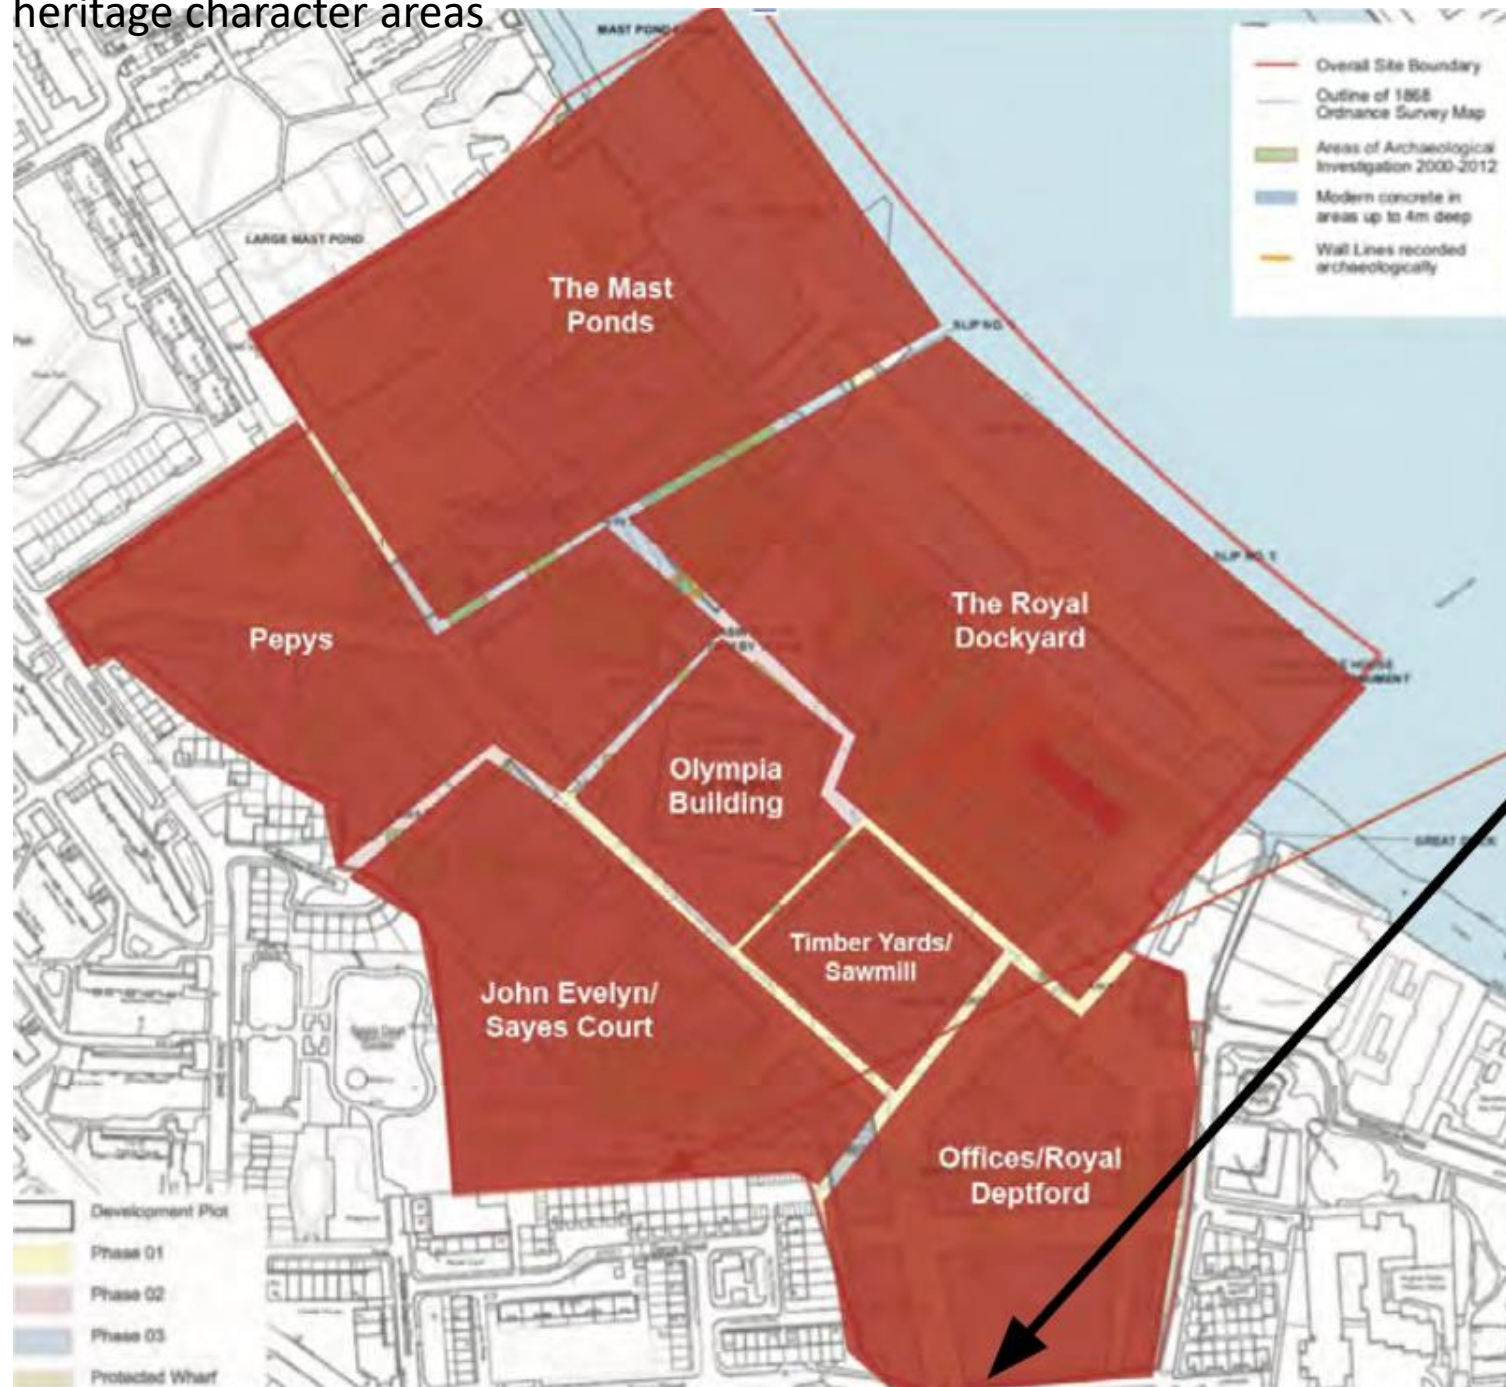 heritage character areas
MAST POND
Overall Site Boundary
Outline of 1868
Ordnance Survey Map
Areas of Archaeological
Investigation 2000-2012
Modern concrete in
areas up to 4m deep
Wall Lines recorded
archaeologically
LARGE MAST POND
The Mast
Ponds
SLIP NO.
SLIP NO. 5
The Royal
Dockyard
Pepys
HOUSE
Olympia
Building
GREAT DOCK
Timber Yards/
Sawmill
John Evelyn/
Sayes Court
Offices/Royal
Deptford
Development Plot
Phase 01
Phase 02
Phase 03
Protected Wharf